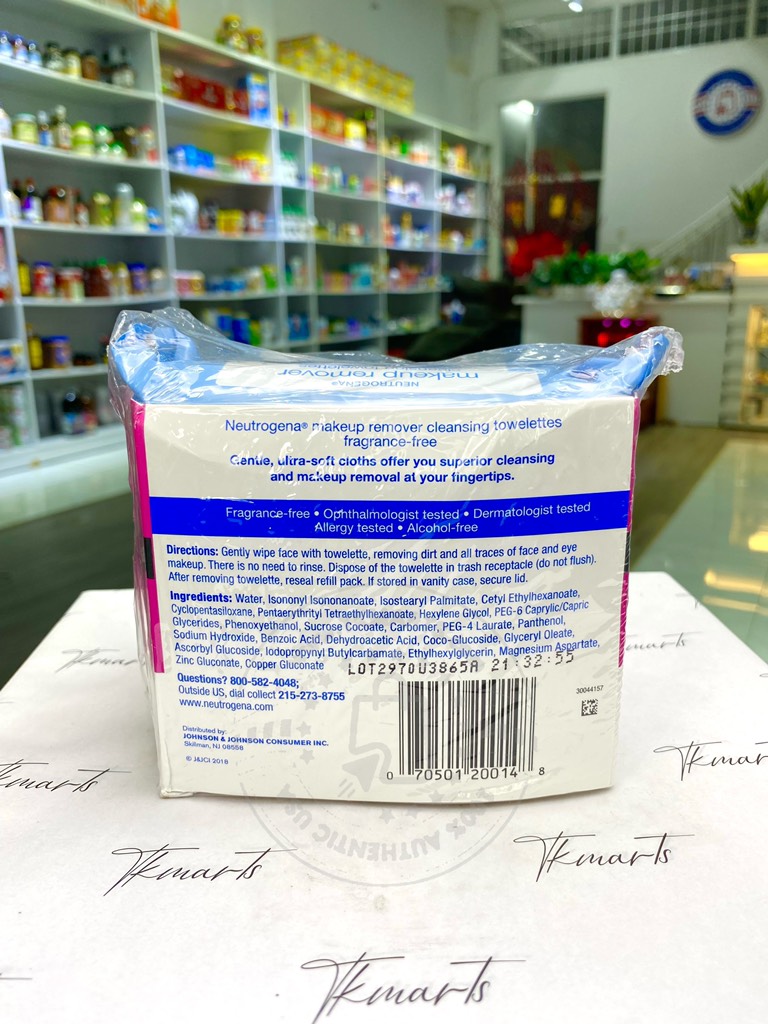 NEUTROGENA®
makeup remover
Neutrogena® makeup remover cleansing towelettes
fragrance-free
Gentle, ultra-soft cloths offer you superior cleansing
and makeup removal at your fingertips.
Fragrance-free • Ophthalmologist tested • Dermatologist tested
Allergy tested • Alcohol-free
Directions: Gently wipe face with towelette, removing dirt and all traces of face and eye
makeup. There is no need to rinse. Dispose of the towelette in trash receptacle (do not flush).
After removing towelette, reseal refill pack. If stored in vanity case, secure lid.
Ingredients: Water, Isononyl Isononanoate, Isostearyl Palmitate, Cetyl Ethylhexanoate,
Cyclopentasiloxane, Pentaerythrityl Tetraethylhexanoate, Hexylene Glycol, PEG-6 Caprylic/Capric
Glycerides, Phenoxyethanol, Sucrose Cocoate, Carbomer, PEG-4 Laurate, Panthenol,
Sodium Hydroxide, Benzoic Acid, Dehydroacetic Acid, Coco-Glucoside, Glyceryl Oleate,
Ascorbyl Glucoside, Iodopropynyl Butylcarbamate, Ethylhexylglycerin, Magnesium Aspartate,
Zinc Gluconate, Copper Gluconate
LOT2970U3865A 21:32:55
Questions? 800-582-4048;
Outside US, dial collect 215-273-8755
www.neutrogena.com
30044157
Distributed by:
JOHNSON & JOHNSON CONSUMER INC.
Skillman, NJ 08558
© J&JCI 2018
0 70501 20014 8
100% AUTHENTIC USA
Tkmarts
Tkmarts
Tkmarts
Tkmarts
Tkmarts